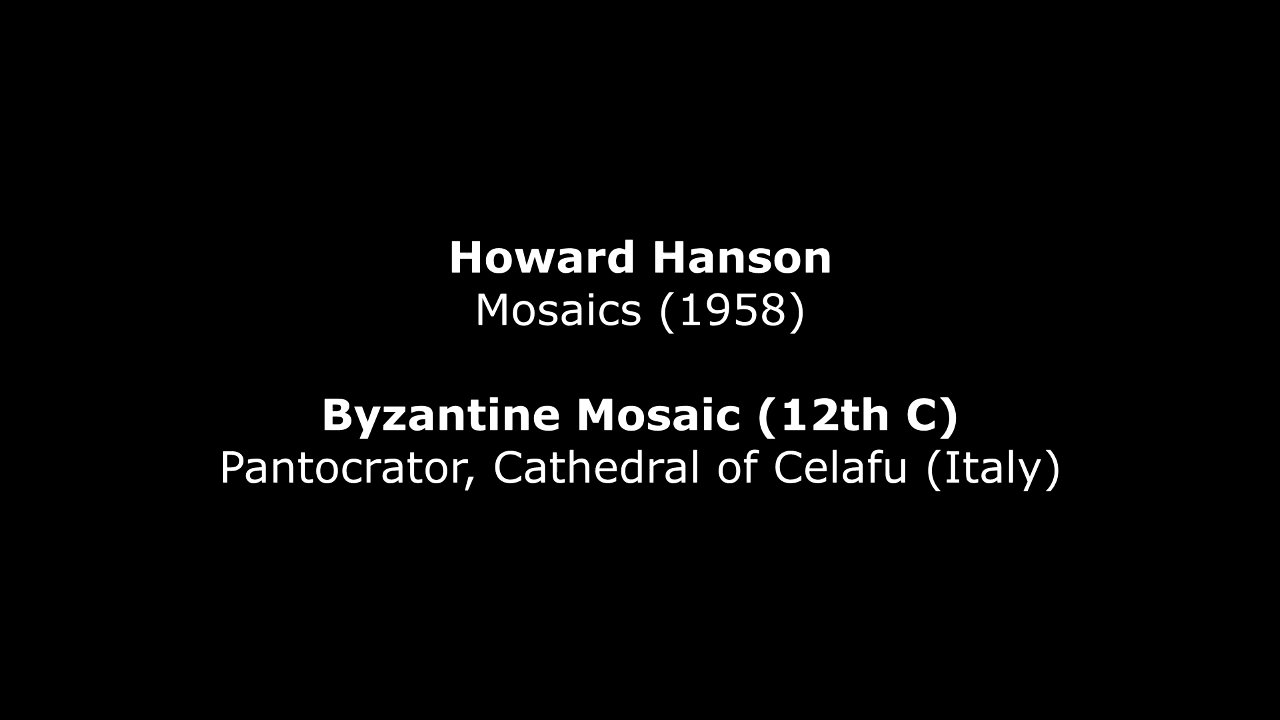 Howard Hanson
Mosaics (1958)
Byzantine Mosaic (12th C)
Pantocrator, Cathedral of Celafu (Italy)